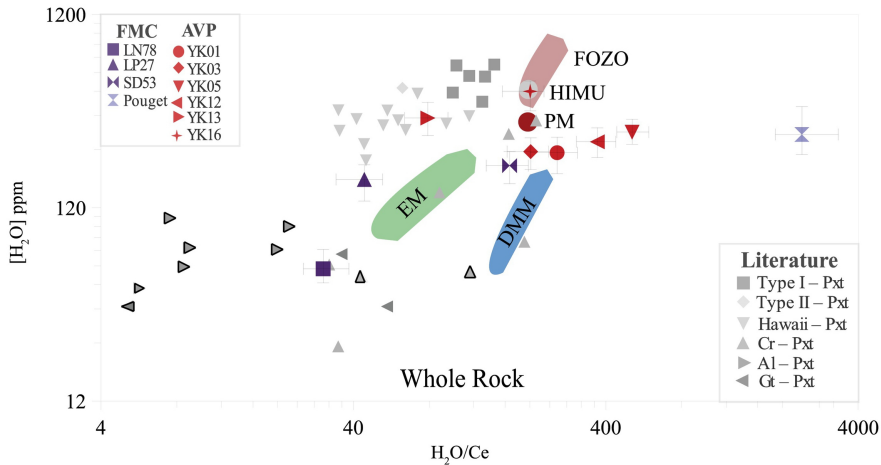 1200
120
12
[H₂O] ppm
FMC
LN78
LP27
SD53
Pouget
AVP
YK01
YK03
YK05
YK12
YK13
YK16
FOZO
HIMU
PM
EM
DMM
Literature
Type I – Pxt
Type II – Pxt
Hawaii – Pxt
Cr – Pxt
Al – Pxt
Gt – Pxt
Whole Rock
4
40
400
4000
H₂O/Ce